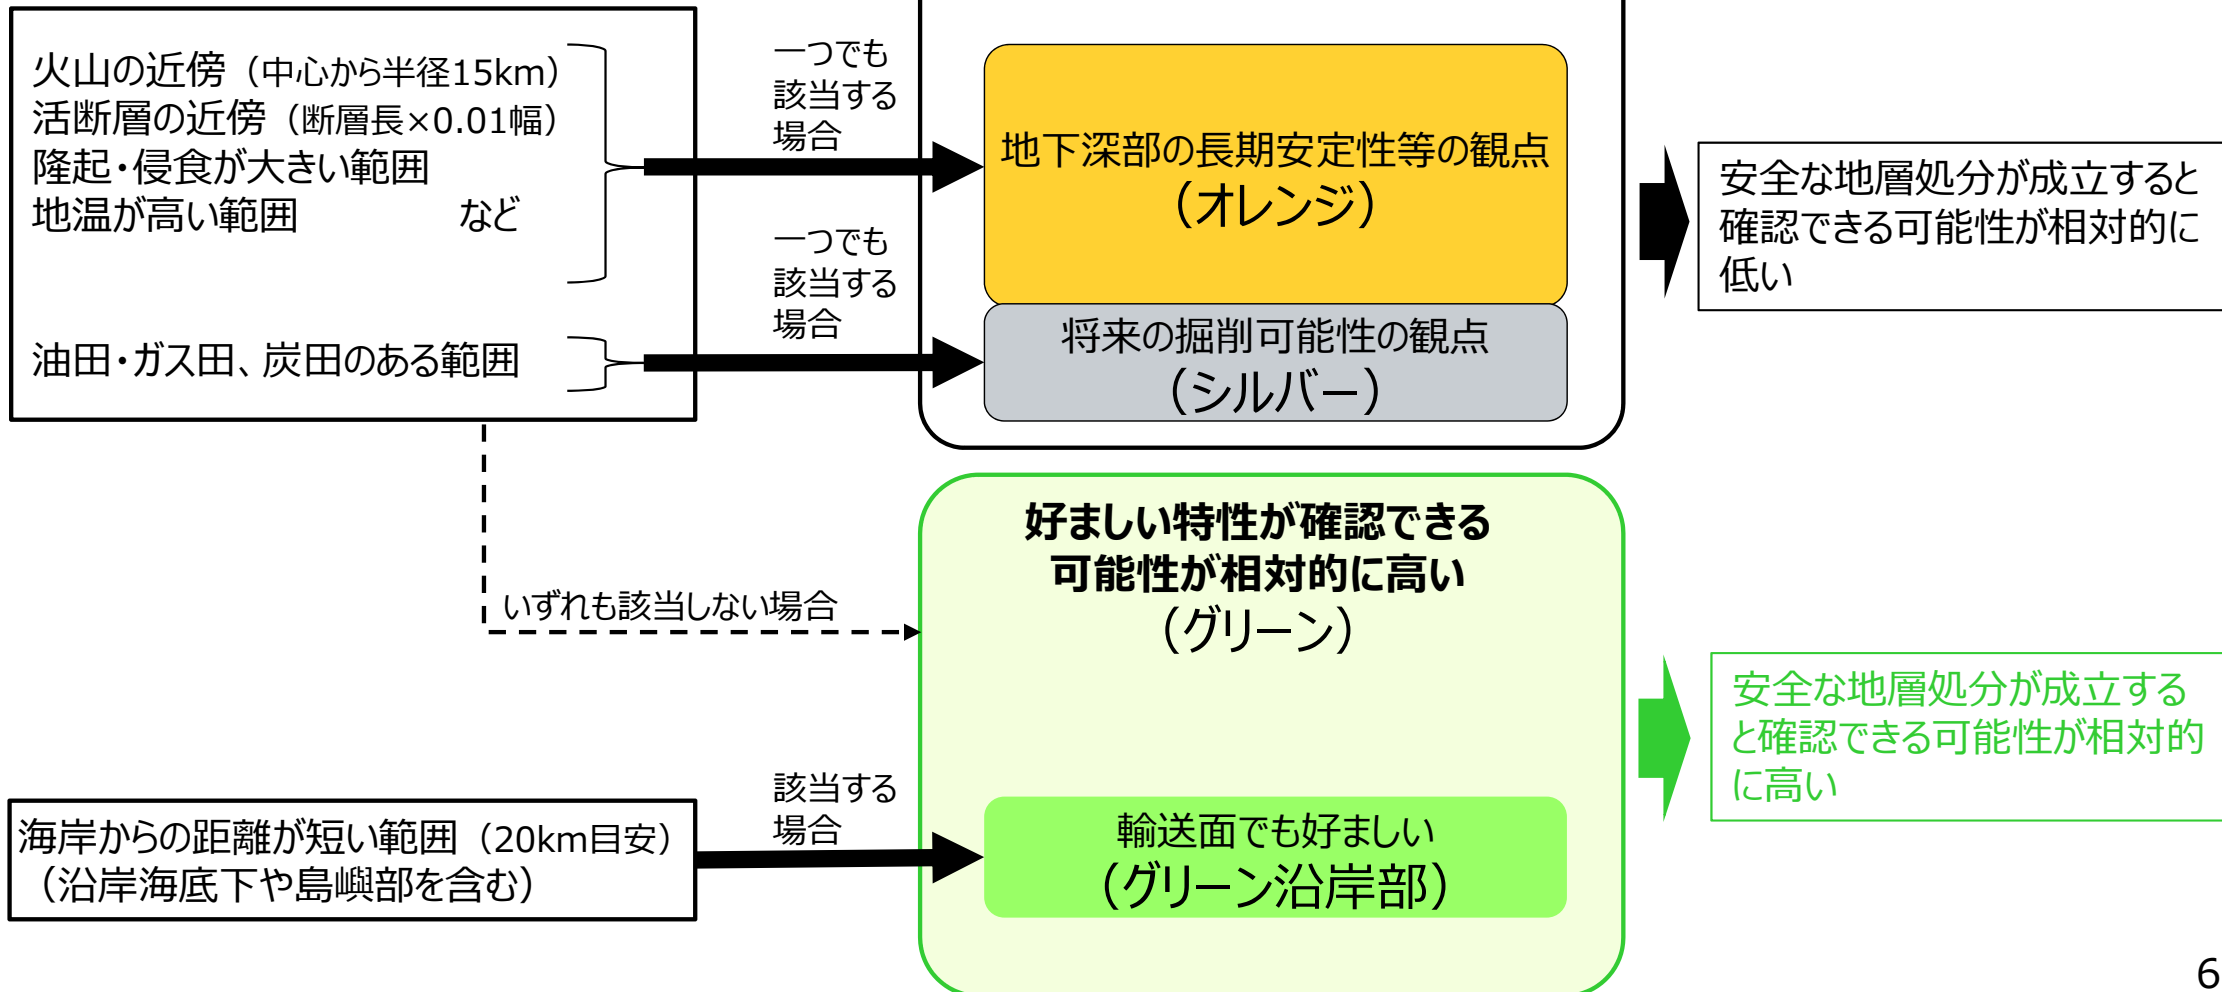 火山の近傍（中心から半径15km）
活断層の近傍（断層長×0.01幅）
隆起・侵食が大きい範囲
地温が高い範囲　など
油田・ガス田、炭田のある範囲
一つでも
該当する
場合
一つでも
該当する
場合
地下深部の長期安定性等の観点
（オレンジ）
将来の掘削可能性の観点
（シルバー）
安全な地層処分が成立すると
確認できる可能性が相対的に
低い
いずれも該当しない場合
好ましい特性が確認できる
可能性が相対的に高い
（グリーン）
海岸からの距離が短い範囲（20km目安）
（沿岸海底下や島嶼部を含む）
該当する
場合
輸送面でも好ましい
（グリーン沿岸部）
安全な地層処分が成立する
と確認できる可能性が相対的
に高い
6